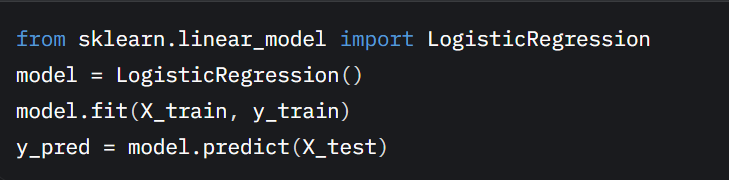 from sklearn.linear_model import LogisticRegression
model = LogisticRegression()
model.fit(X_train, y_train)
y_pred = model.predict(X_test)